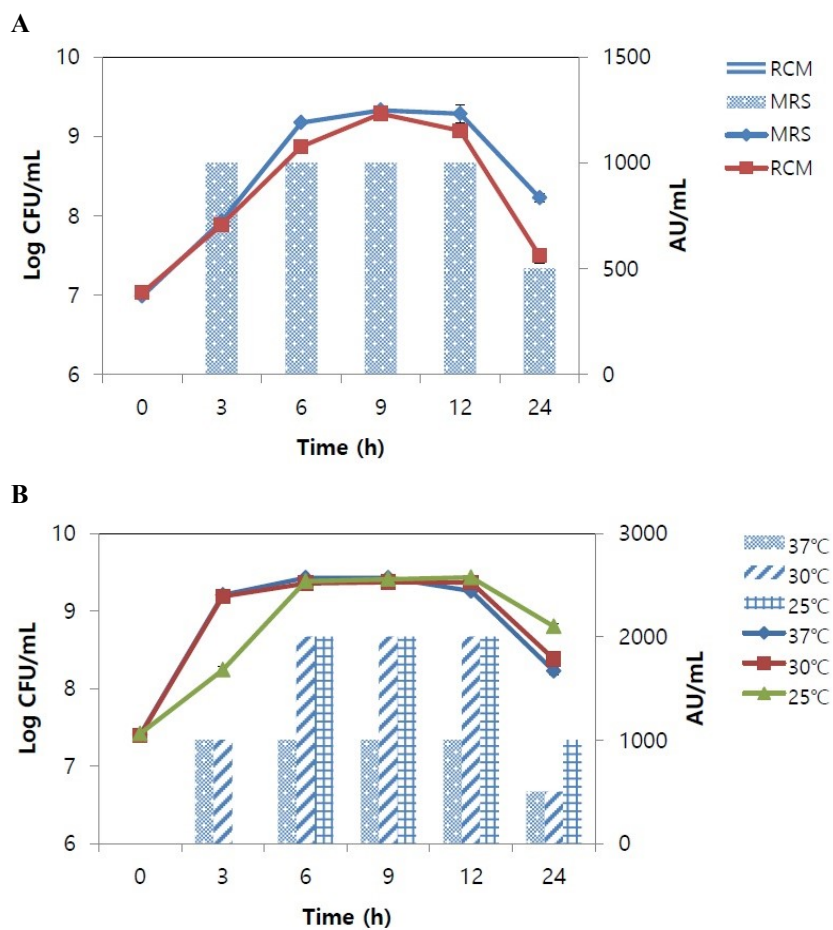 A
10
9
8
7
6
Log CFU/mL
1500
1000
500
0
AU/mL
0 3 6 9 12 24
Time (h)
RCM
MRS
MRS
RCM
B
10
9
8
7
6
Log CFU/mL
3000
2000
1000
0
AU/mL
0 3 6 9 12 24
Time (h)
37℃
30℃
25℃
37℃
30℃
25℃